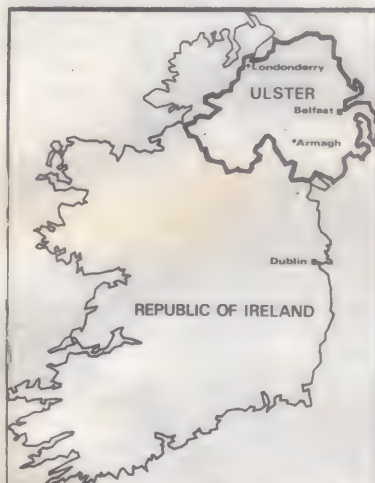 Londonderry
ULSTER
Belfast
Armagh
Dublin
REPUBLIC OF IRELAND